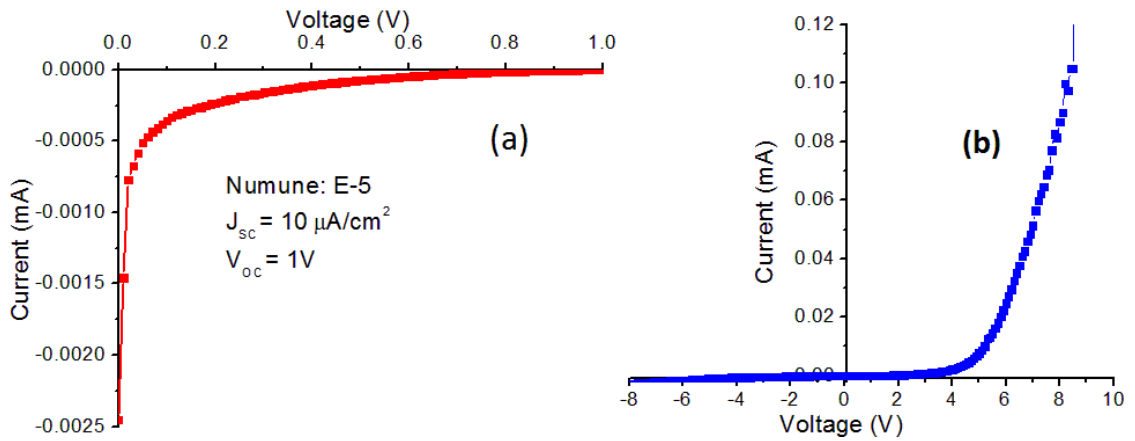 Voltage (V)
0.0 0.2 0.4 0.6 0.8 1.0
0.0000
-0.0005
-0.0010
-0.0015
-0.0020
-0.0025
Current (mA)
(a)
Numune: E-5
J_sc = 10 μA/cm²
V_oc = 1V
0.12
0.10
0.08
0.06
0.04
0.02
0.00
Current (mA)
(b)
-8 -6 -4 -2 0 2 4 6 8 10
Voltage (V)